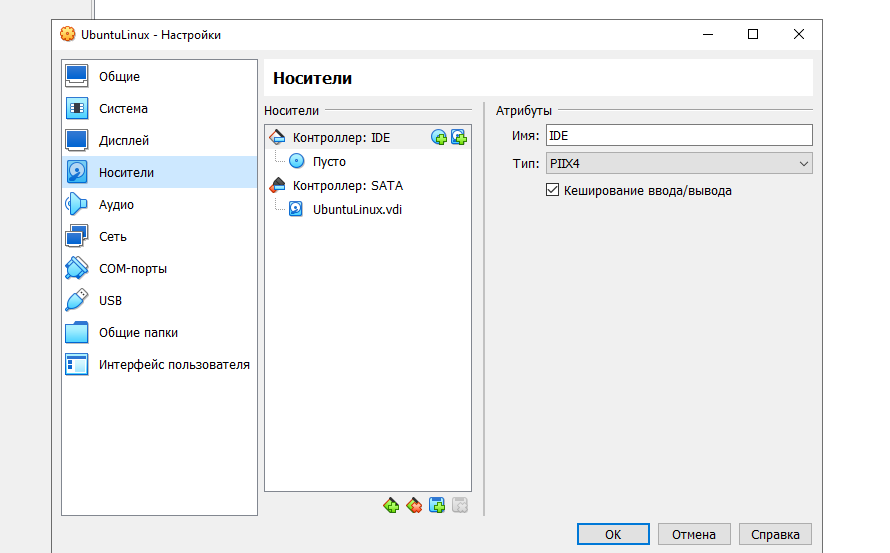 UbuntuLinux - Настройки
Общие
Система
Дисплей
Носители
Аудио
Сеть
COM-порты
USB
Общие папки
Интерфейс пользователя
Носители
Носители
Контроллер: IDE
Пусто
Контроллер: SATA
UbuntuLinux.vdi
Атрибуты
Имя: IDE
Тип: PIIX4
Кеширование ввода/вывода
OK Отмена Справка